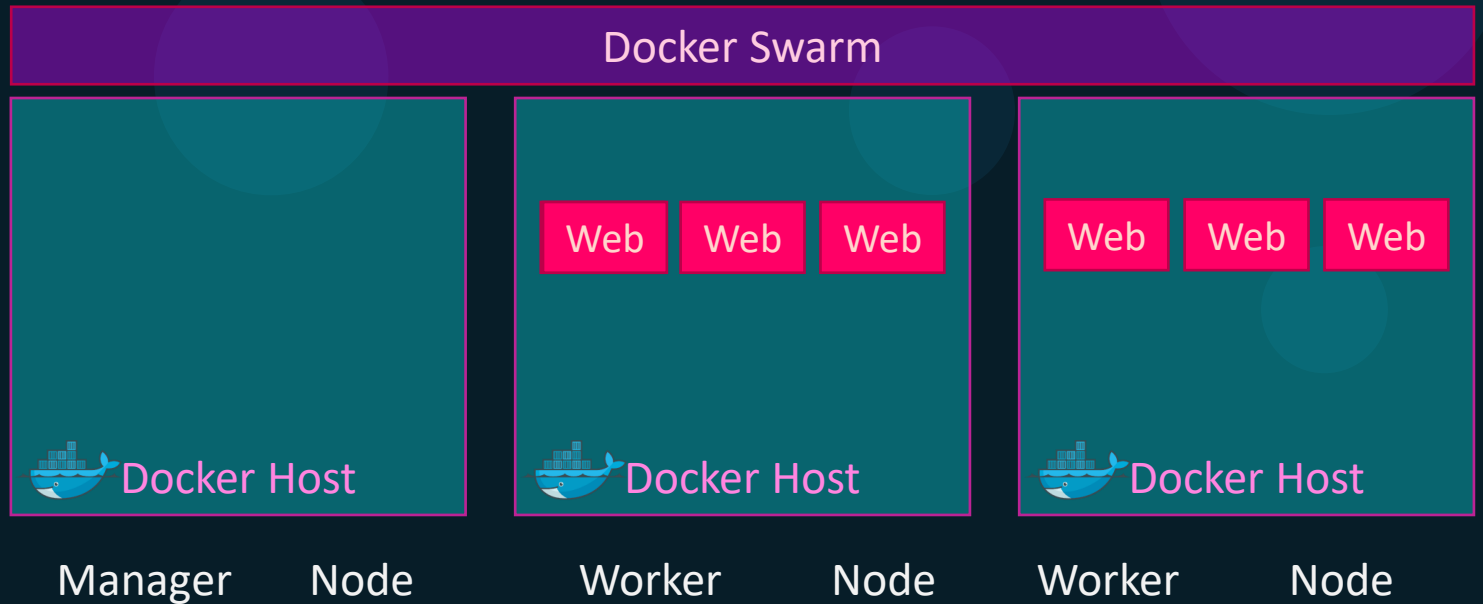 Docker Swarm
Web Web Web Web Web Web
Docker Host Docker Host Docker Host
Manager Node Worker Node Worker Node